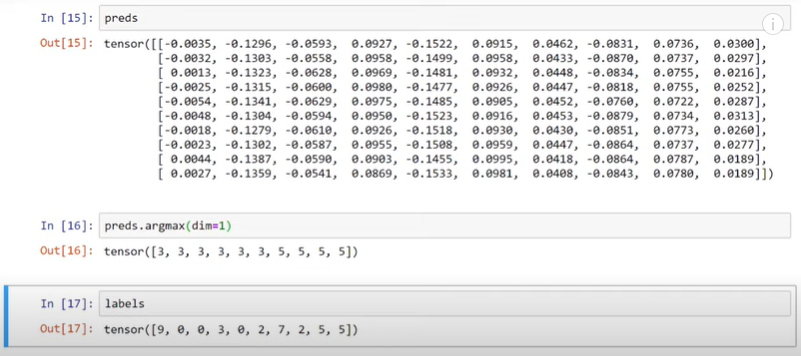 In [15]: preds
Out[15]: tensor([[-0.0035, -0.1296, -0.0593,  0.0927, -0.1522,  0.0915,  0.0462, -0.0831,  0.0736,  0.0300],
[-0.0032, -0.1303, -0.0558,  0.0958, -0.1499,  0.0958,  0.0433, -0.0870,  0.0737,  0.0297],
[ 0.0013, -0.1323, -0.0628,  0.0969, -0.1481,  0.0932,  0.0448, -0.0834,  0.0755,  0.0216],
[-0.0025, -0.1315, -0.0600,  0.0980, -0.1477,  0.0926,  0.0447, -0.0818,  0.0755,  0.0252],
[-0.0054, -0.1341, -0.0629,  0.0975, -0.1485,  0.0905,  0.0452, -0.0760,  0.0722,  0.0287],
[-0.0048, -0.1304, -0.0594,  0.0950, -0.1523,  0.0916,  0.0453, -0.0879,  0.0734,  0.0313],
[-0.0018, -0.1279, -0.0610,  0.0926, -0.1518,  0.0930,  0.0430, -0.0851,  0.0773,  0.0260],
[-0.0023, -0.1302, -0.0587,  0.0955, -0.1508,  0.0959,  0.0447, -0.0864,  0.0737,  0.0277],
[ 0.0044, -0.1387, -0.0590,  0.0903, -0.1455,  0.0995,  0.0418, -0.0864,  0.0787,  0.0189],
[ 0.0027, -0.1359, -0.0541,  0.0869, -0.1533,  0.0981,  0.0408, -0.0843,  0.0780,  0.0189]])
In [16]: preds.argmax(dim=1)
Out[16]: tensor([3, 3, 3, 3, 3, 3, 5, 5, 5, 5])
In [17]: labels
Out[17]: tensor([9, 0, 0, 3, 0, 2, 7, 2, 5, 5])